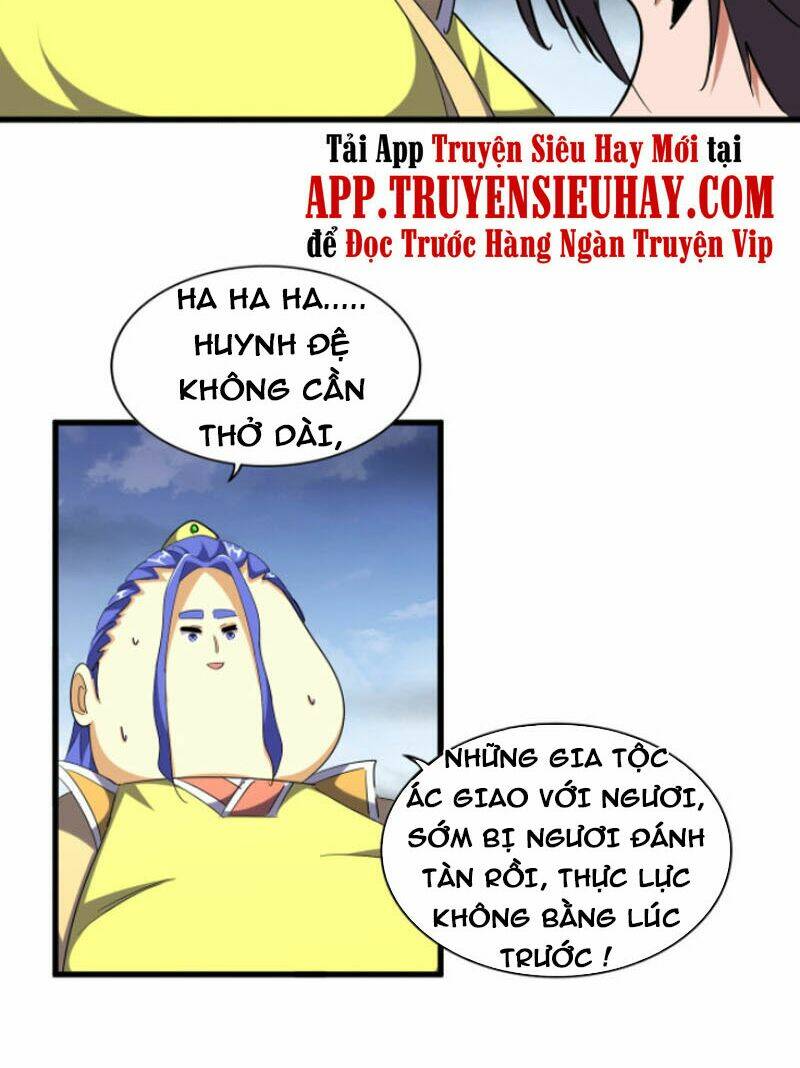 Tải App Truyện Siêu Hay Mới tại
APP.TRUYENSIEUHAY.COM
để Đọc Trước Hàng Ngàn Truyện Vip
HA HA HA.....
HUYNH ĐỆ
KHÔNG CẦN
THỞ DÀI,
NHỮNG GIA TỘC
ÁC GIAO VỚI NGƯƠI,
SỚM BỊ NGƯƠI ĐÁNH
TÀN RỒI, THỰC LỰC
KHÔNG BẰNG LÚC
TRƯỚC !